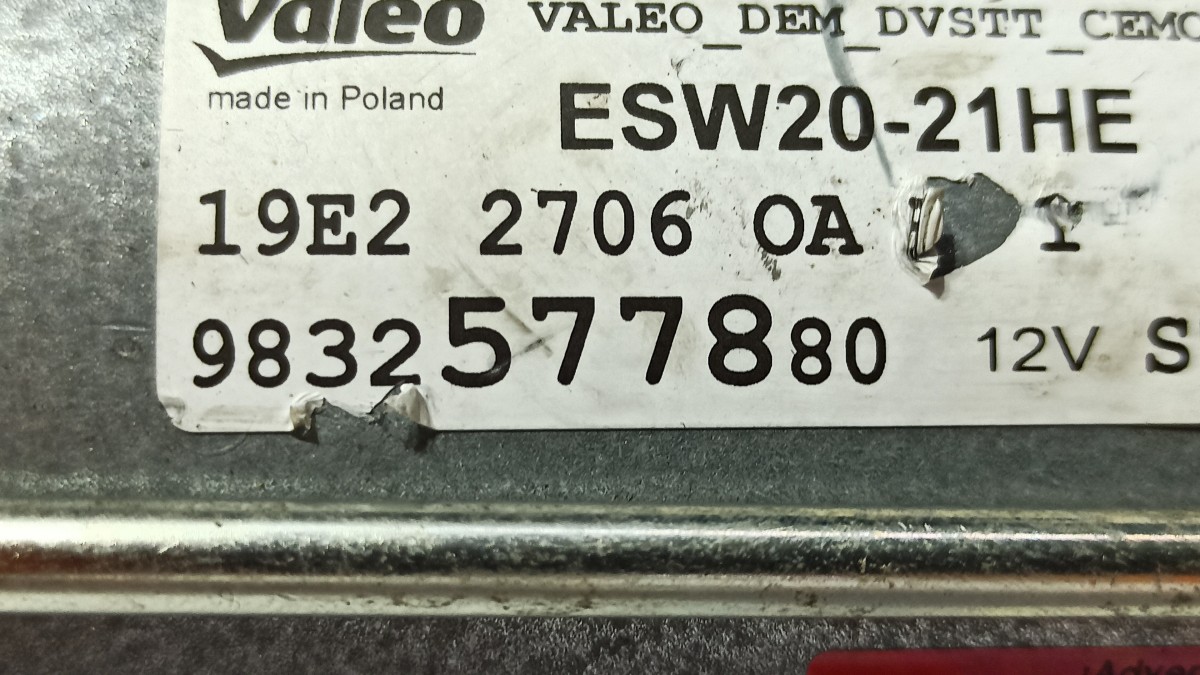 Valeo VALEO_DEM_DVSTT_CEMO
made in Poland ESW20-21HE
19E2 2706 OA
9832577880 12V S